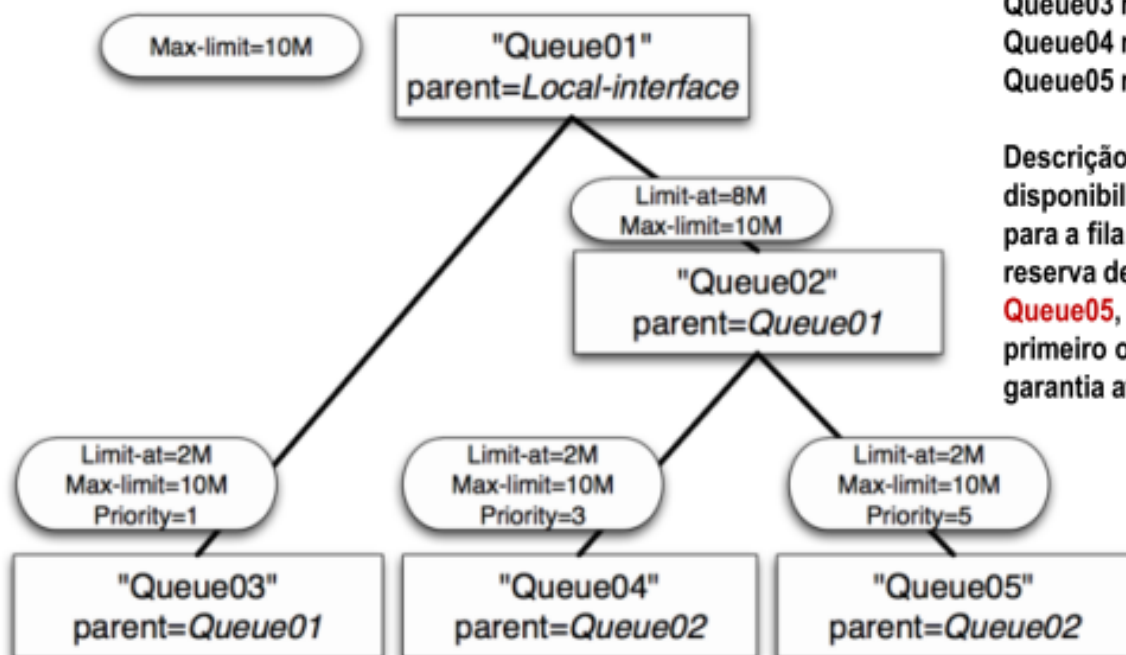 Max-limit=10M
"Queue01"
parent=Local-interface
Limit-at=8M
Max-limit=10M
"Queue02"
parent=Queue01
Limit-at=2M
Max-limit=10M
Priority=1
"Queue03"
parent=Queue01
Limit-at=2M
Max-limit=10M
Priority=3
"Queue04"
parent=Queue02
Limit-at=2M
Max-limit=10M
Priority=5
"Queue05"
parent=Queue02
Queue03
Queue04
Queue05
Descrição
disponibil
para a fila
reserva de
Queue05,
primeiro o
garantia